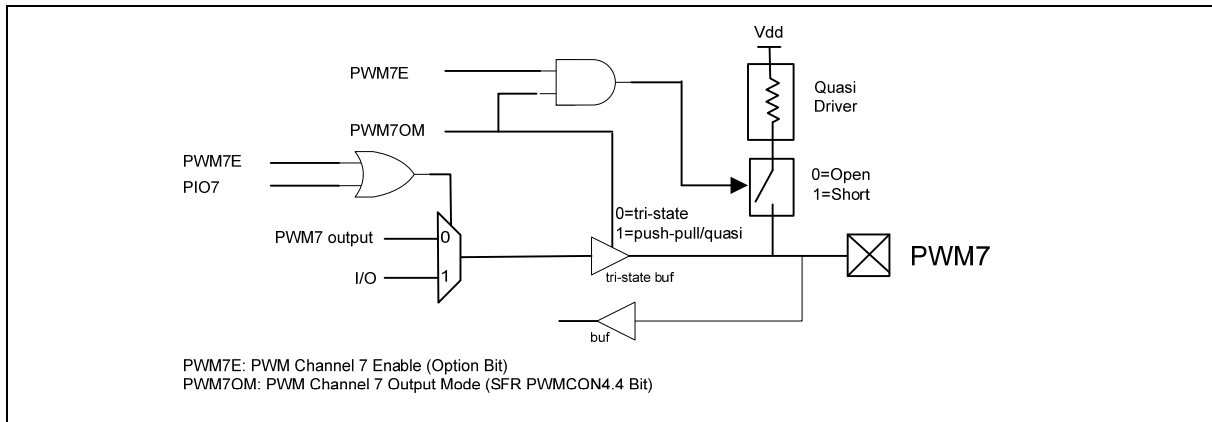 Vdd
PWM7E
Quasi
Driver
PWM7OM
PWM7E
PIO7
0=Open
1=Short
0=tri-state
1=push-pull/quasi
PWM7 output
0
I/O
1
tri-state buf
PWM7
buf
PWM7E: PWM Channel 7 Enable (Option Bit)
PWM7OM: PWM Channel 7 Output Mode (SFR PWMCON4.4 Bit)